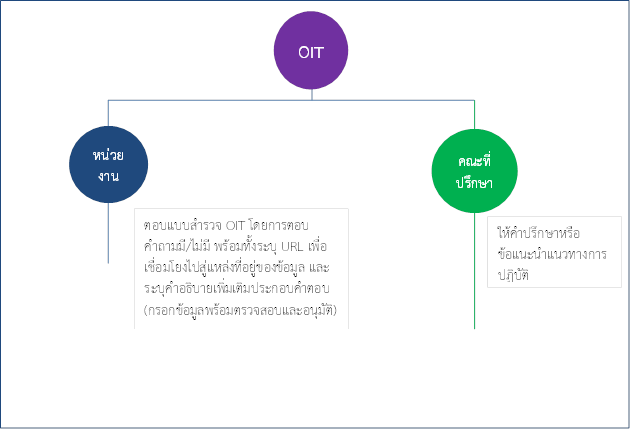 OIT
หน่วย
งาน
คณะที่
ปรึกษา
ตอบแบบสำรวจ OIT โดยการตอบ
คำถามมี/ไม่มี พร้อมทั้งระบุ URL เพื่อ
เชื่อมโยงไปสู่แหล่งที่อยู่ของข้อมูล และ
ระบุคำอธิบายเพิ่มเติมประกอบคำตอบ
(กรอกข้อมูลพร้อมตรวจสอบและอนุมัติ)
ให้คำปรึกษาหรือ
ข้อแนะนำแนวทางการ
ปฏิบัติ